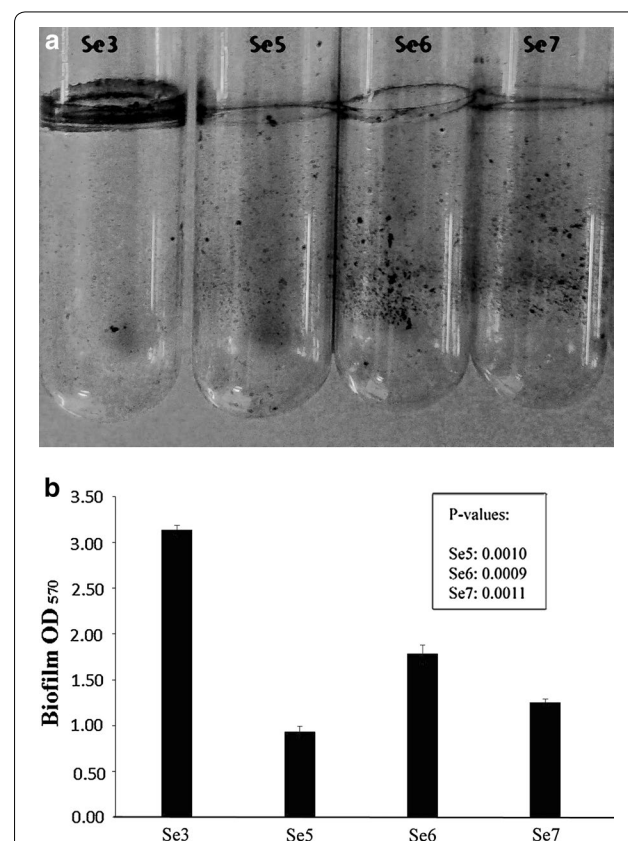 a
Se3 Se5 Se6 Se7
b
3.50
3.00
2.50
2.00
1.50
1.00
0.50
0.00
Biofilm OD 570
P-values:
Se5: 0.0010
Se6: 0.0009
Se7: 0.0011
Se3 Se5 Se6 Se7